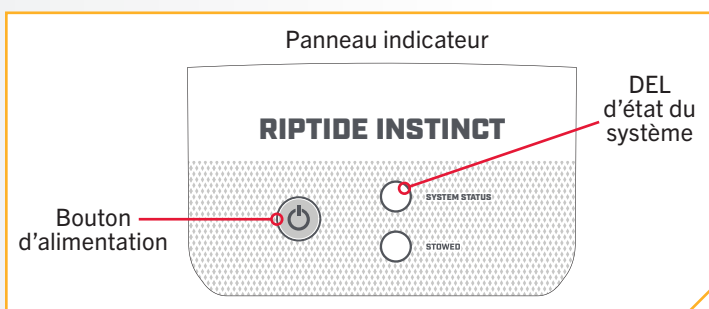 Panneau indicateur
DEL
d'état du
système
RIPTIDE INSTINCT
SYSTEM STATUS
Bouton
d'alimentation
STOWED